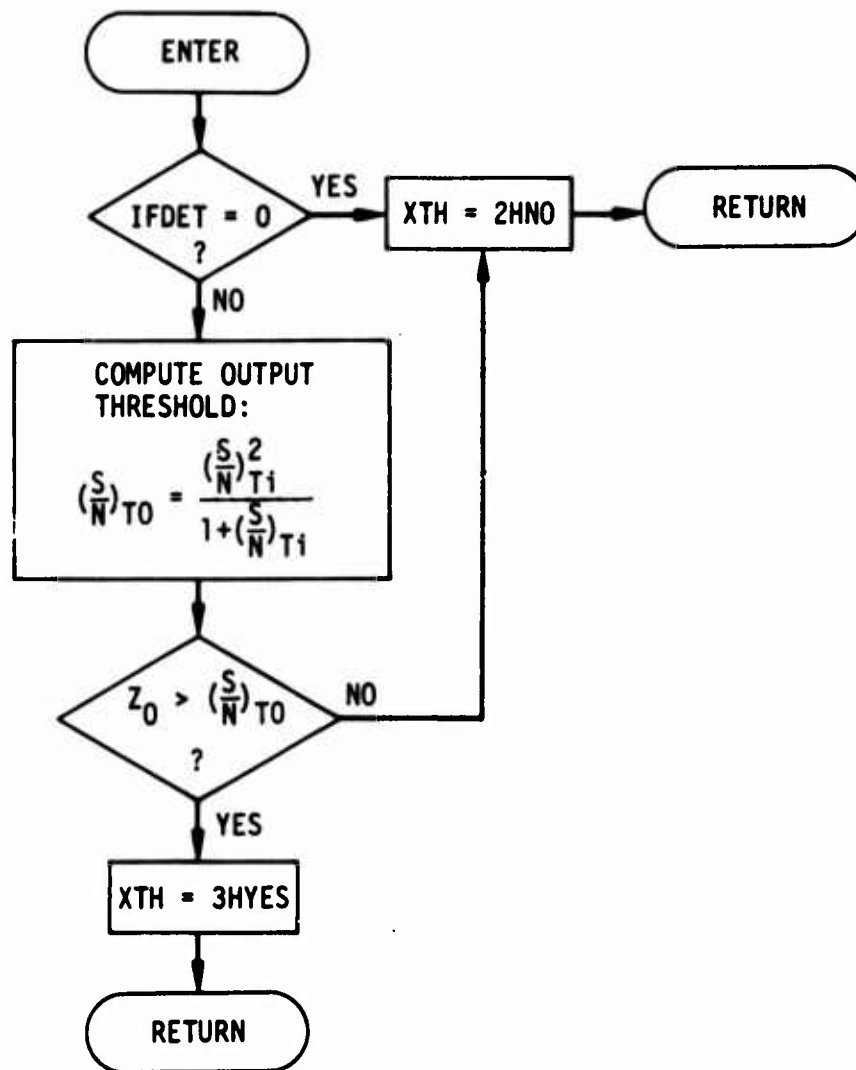 ENTER
IFDET = 0
?
YES
XTH = 2HNO
RETURN
NO
COMPUTE OUTPUT
THRESHOLD:
(S/N)TO = (S/N)²Ti / 1+(S/N)Ti
Z0 > (S/N)TO
?
NO
YES
XTH = 3HYES
RETURN